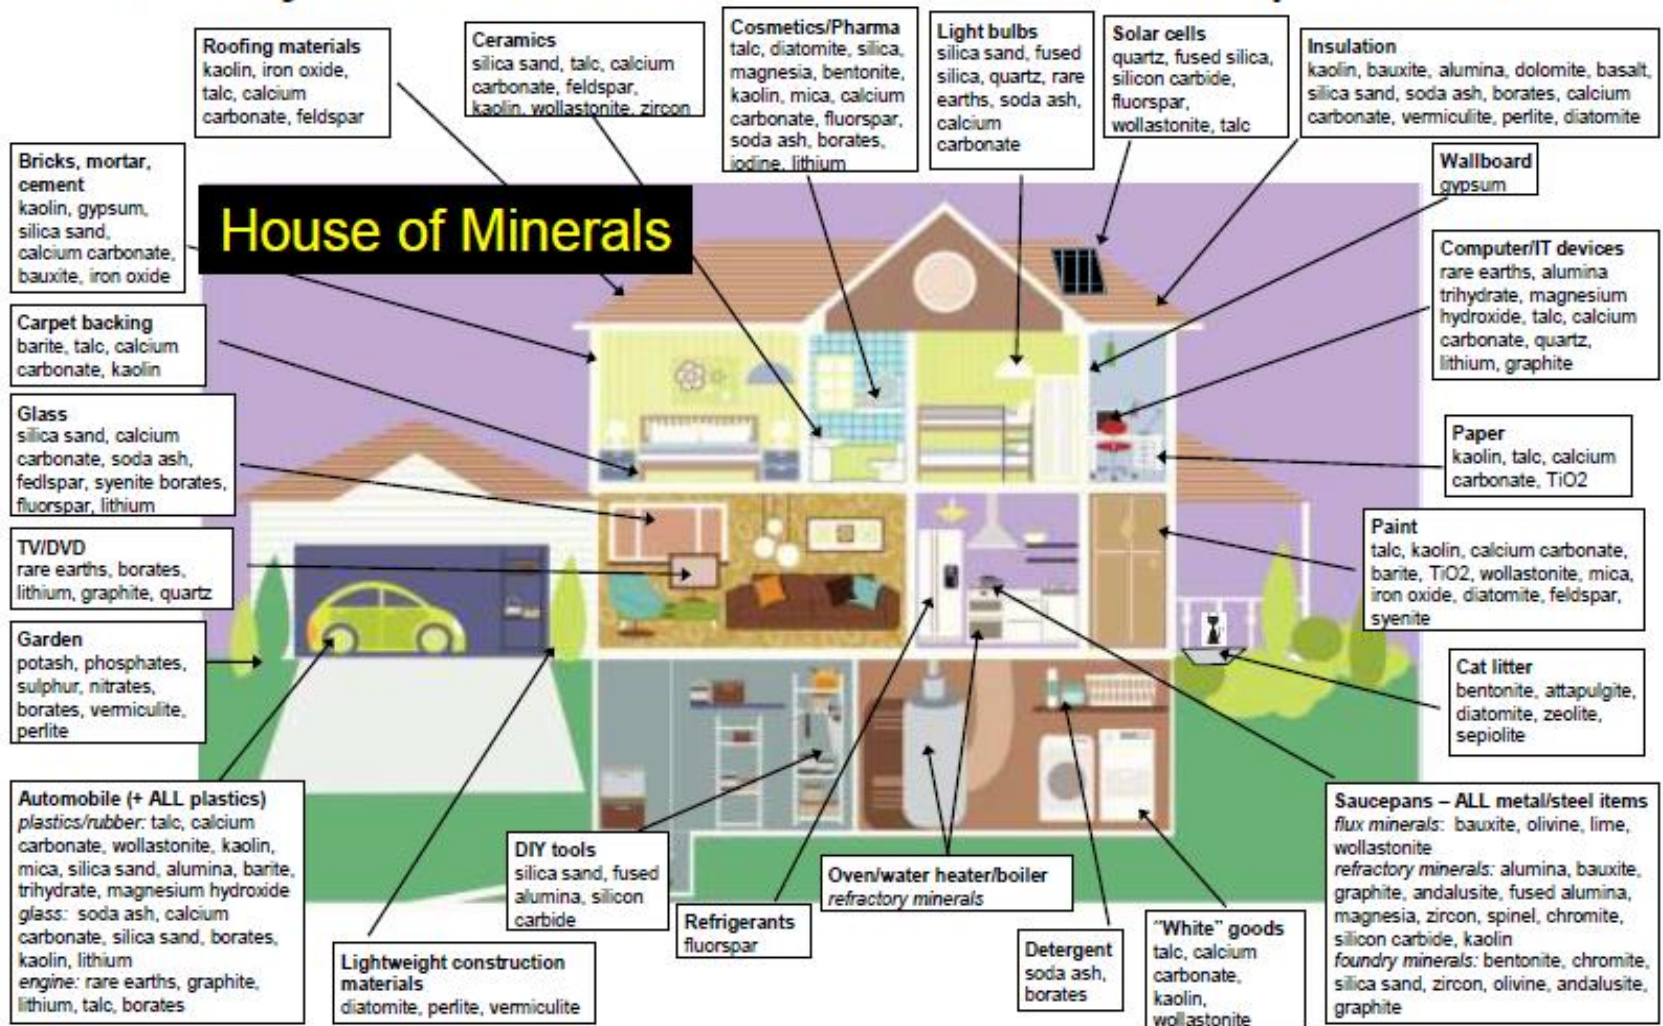 Roofing materials
kaolin, iron oxide,
talc, calcium
carbonate, feldspar
Ceramics
silica sand, talc, calcium
carbonate, feldspar,
kaolin, wollastonite, zircon
Cosmetics/Pharma
talc, diatomite, silica,
magnesia, bentonite,
kaolin, mica, calcium
carbonate, fluorspar,
soda ash, borates,
iodine, lithium
Light bulbs
silica sand, fused
silica, quartz, rare
earths, soda ash,
calcium
carbonate
Solar cells
quartz, fused silica,
silicon carbide,
fluorspar,
wollastonite, talc
Insulation
kaolin, bauxite, alumina, dolomite, basalt,
silica sand, soda ash, borates, calcium
carbonate, vermiculite, perlite, diatomite
Bricks, mortar,
cement
kaolin, gypsum,
silica sand,
calcium carbonate,
bauxite, iron oxide
House of Minerals
Wallboard
gypsum
Computer/IT devices
rare earths, alumina
trihydrate, magnesium
hydroxide, talc, calcium
carbonate, quartz,
lithium, graphite
Carpet backing
barite, talc, calcium
carbonate, kaolin
Glass
silica sand, calcium
carbonate, soda ash,
fedlspar, syenite borates,
fluorspar, lithium
Paper
kaolin, talc, calcium
carbonate, TiO2
TV/DVD
rare earths, borates,
lithium, graphite, quartz
Paint
talc, kaolin, calcium carbonate,
barite, TiO2, wollastonite, mica,
iron oxide, diatomite, feldspar,
syenite
Garden
potash, phosphates,
sulphur, nitrates,
borates, vermiculite,
perlite
Cat litter
bentonite, attapulgite,
diatomite, zeolite,
sepiolite
Automobile (+ ALL plastics)
plastics/rubber: talc, calcium
carbonate, wollastonite, kaolin,
mica, silica sand, alumina, barite,
trihydrate, magnesium hydroxide
glass: soda ash, calcium
carbonate, silica sand, borates,
kaolin, lithium
engine: rare earths, graphite,
lithium, talc, borates
Lightweight construction
materials
diatomite, perlite, vermiculite
DIY tools
silica sand, fused
alumina, silicon
carbide
Refrigerants
fluorspar
Oven/water heater/boiler
refractory minerals
Detergent
soda ash,
borates
"White" goods
talc, calcium
carbonate,
kaolin,
wollastonite
Saucepans – ALL metal/steel items
flux minerals: bauxite, olivine, lime,
wollastonite
refractory minerals: alumina, bauxite,
graphite, andalusite, fused alumina,
magnesia, zircon, spinel, chromite,
silicon carbide, kaolin
foundry minerals: bentonite, chromite,
silica sand, zircon, olivine, andalusite,
graphite